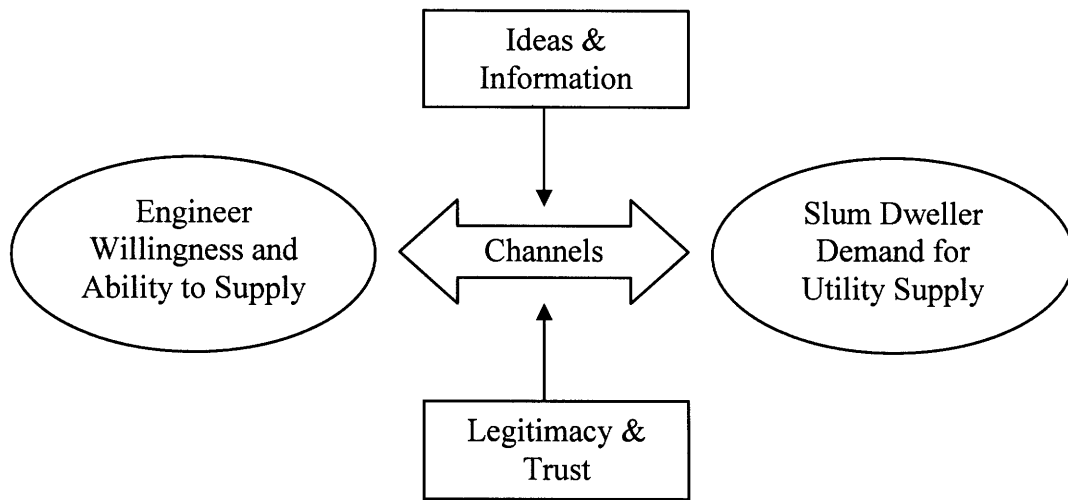 Ideas &
Information
Engineer
Willingness and
Ability to Supply
Channels
Slum Dweller
Demand for
Utility Supply
Legitimacy &
Trust